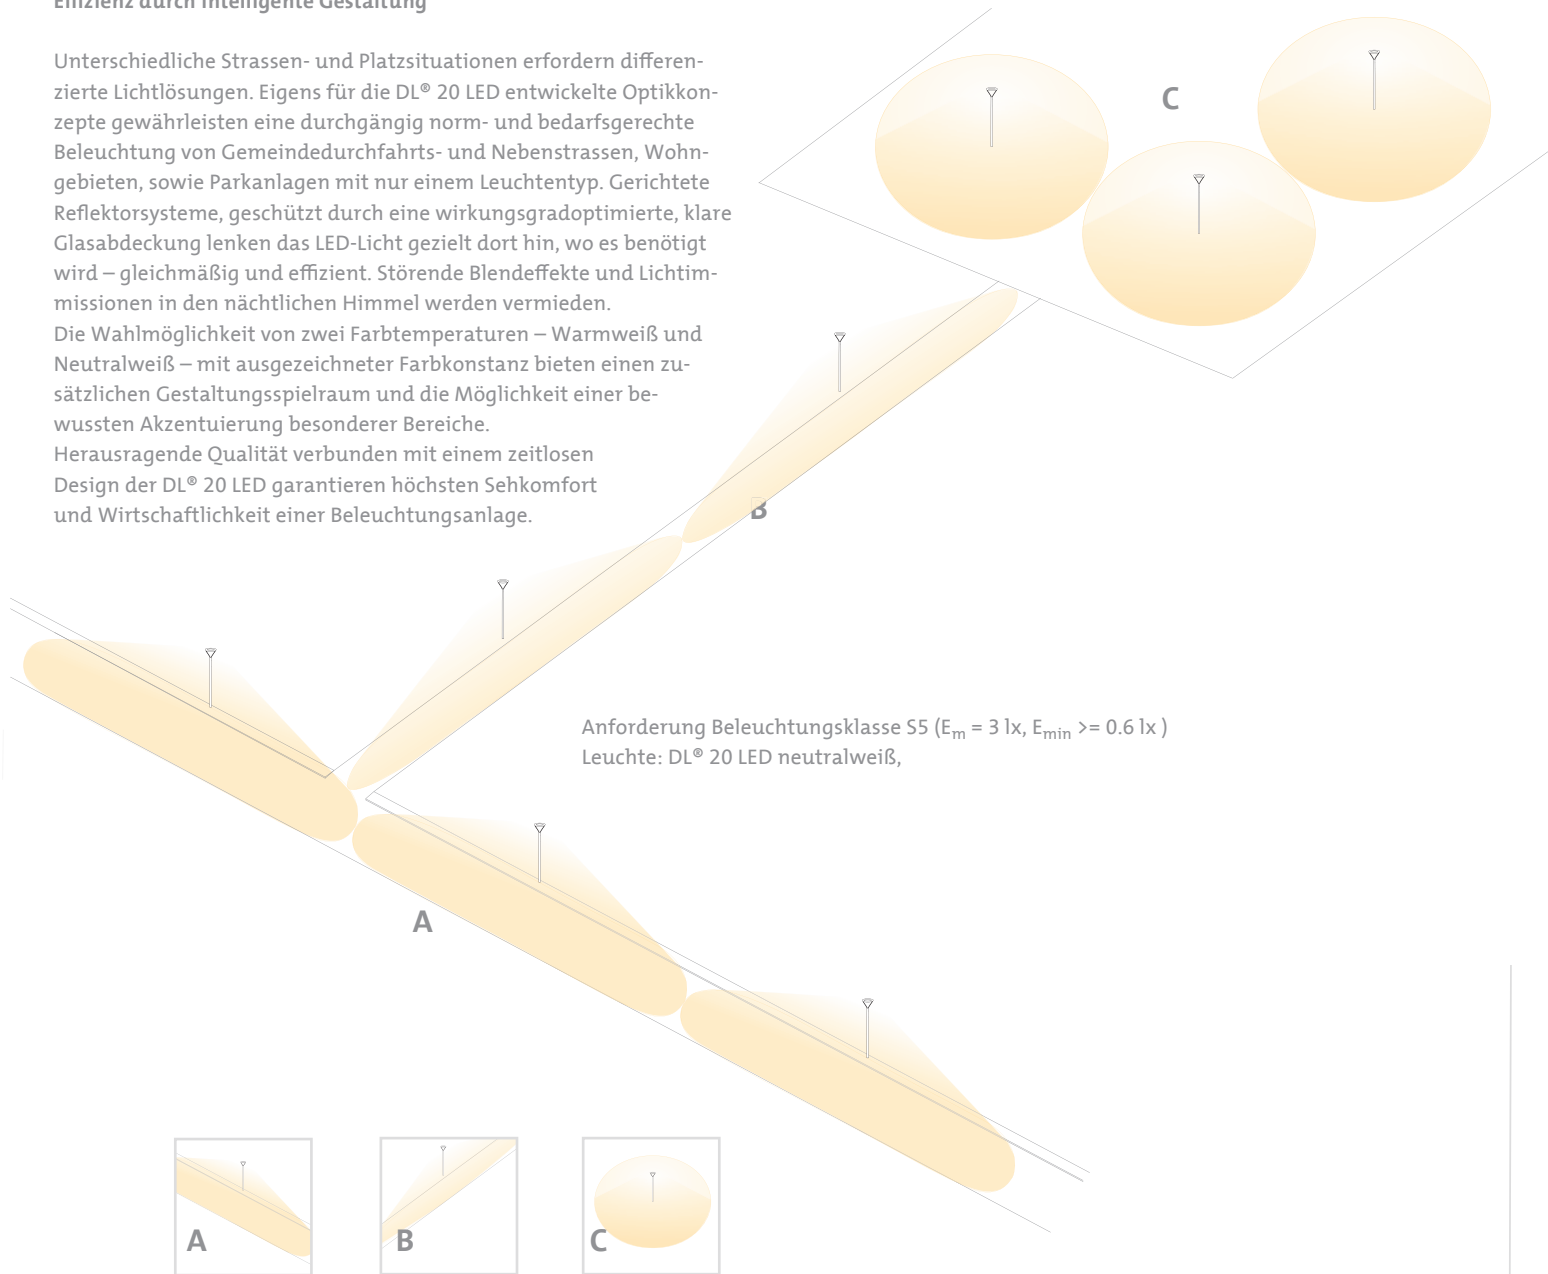 Effizienz durch intelligente Gestaltung
Unterschiedliche Strassen- und Platzsituationen erfordern differen-
zierte Lichtlösungen. Eigens für die DL® 20 LED entwickelte Optikkon-
zepte gewährleisten eine durchgängig norm- und bedarfsgerechte
Beleuchtung von Gemeindedurchfahrts- und Nebenstrassen, Wohn-
gebieten, sowie Parkanlagen mit nur einem Leuchtentyp. Gerichtete
Reflektorsysteme, geschützt durch eine wirkungsgradoptimierte, klare
Glasabdeckung lenken das LED-Licht gezielt dort hin, wo es benötigt
wird – gleichmäßig und effizient. Störende Blendeffekte und Lichtim-
missionen in den nächtlichen Himmel werden vermieden.
Die Wahlmöglichkeit von zwei Farbtemperaturen – Warmweiß und
Neutralweiß – mit ausgezeichneter Farbkonstanz bieten einen zu-
sätzlichen Gestaltungsspielraum und die Möglichkeit einer be-
wussten Akzentuierung besonderer Bereiche.
Herausragende Qualität verbunden mit einem zeitlosen
Design der DL® 20 LED garantieren höchsten Sehkomfort
und Wirtschaftlichkeit einer Beleuchtungsanlage.
C
B
Anforderung Beleuchtungsklasse S5 (Em = 3 lx, Emin >= 0.6 lx )
Leuchte: DL® 20 LED neutralweiß,
A
A
B
C